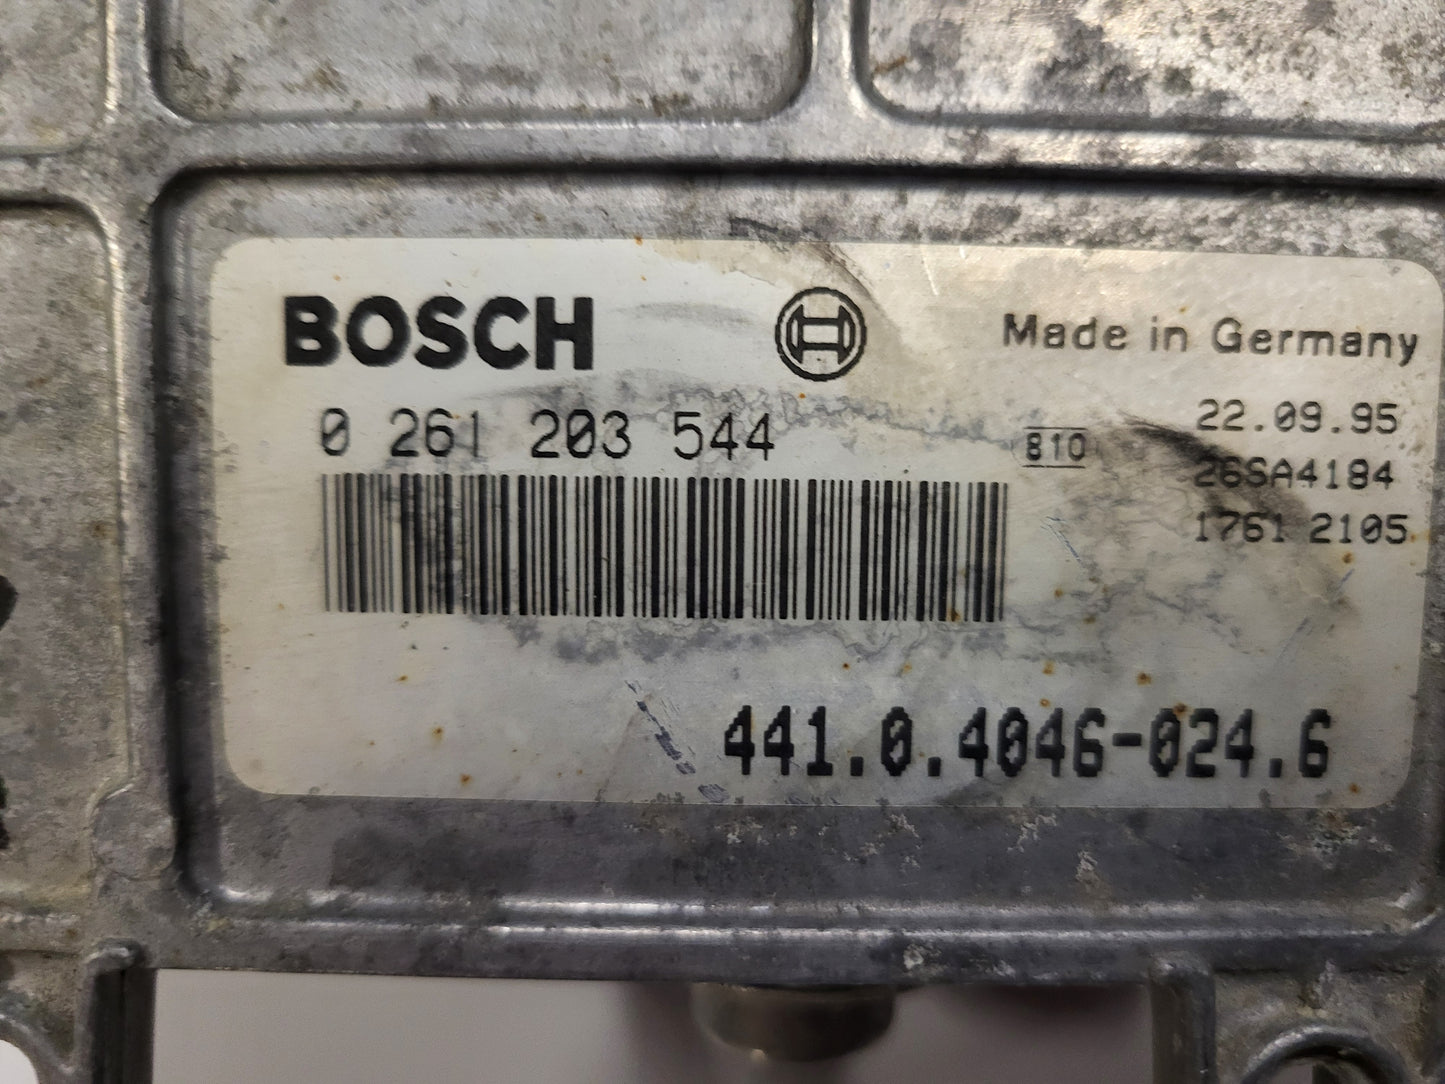 BOSCH
Made in Germany
0 261 203 544
810
22.09.95
26SA4184
1761 2105
441.0.4046-024.6